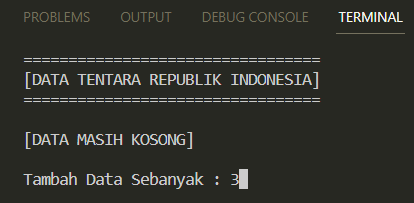 PROBLEMS OUTPUT DEBUG CONSOLE TERMINAL
=================================
[DATA TENTARA REPUBLIK INDONESIA]
=================================
[DATA MASIH KOSONG]
Tambah Data Sebanyak : 3